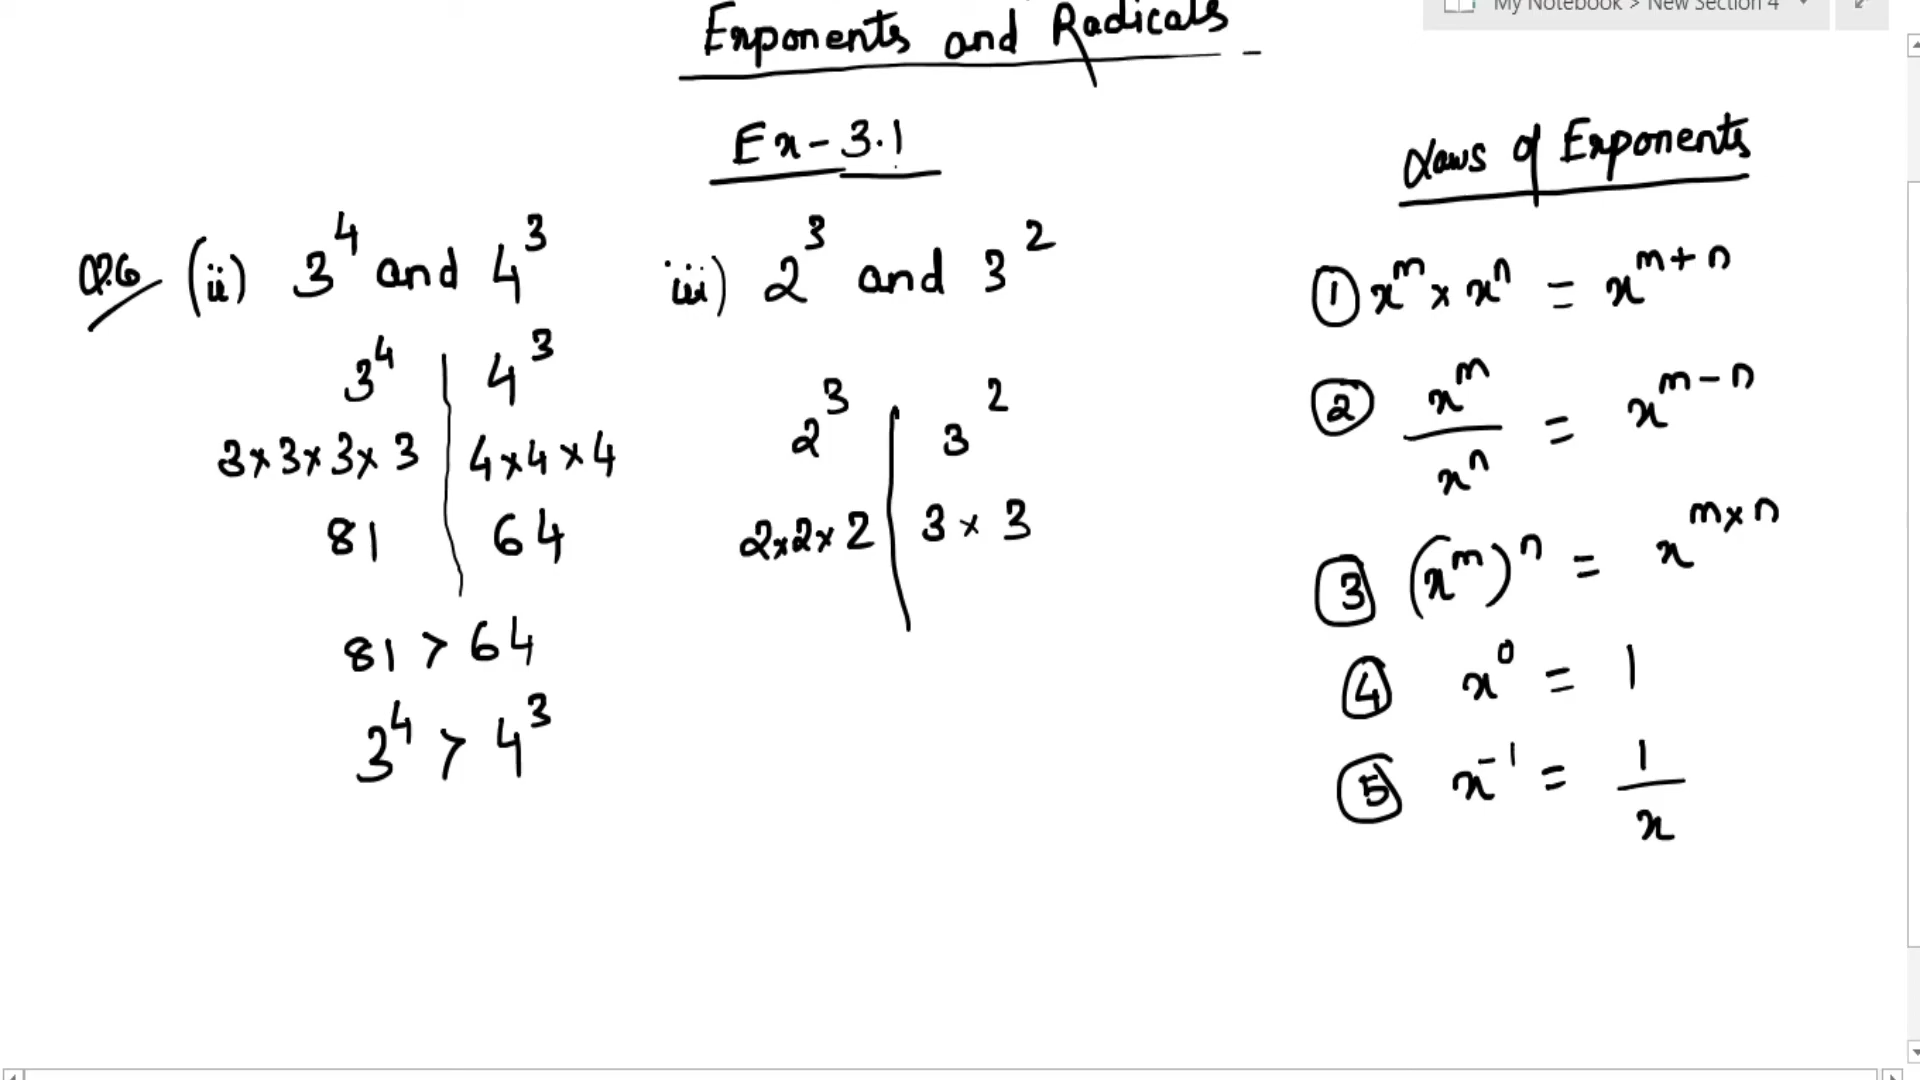 My Notebook > New Section 4
Exponents and Radicals
Ex-3.1
Q.6 (ii) 3^4 and 4^3
3^4 | 4^3
3×3×3×3 | 4×4×4
81 | 64
81 > 64
3^4 > 4^3
iii) 2^3 and 3^2
2^3 | 3^2
2×2×2 | 3×3
Laws of Exponents
① x^m × x^n = x^(m+n)
② x^m / x^n = x^(m-n)
③ (x^m)^n = x^(m×n)
④ x^0 = 1
⑤ x^-1 = 1/x